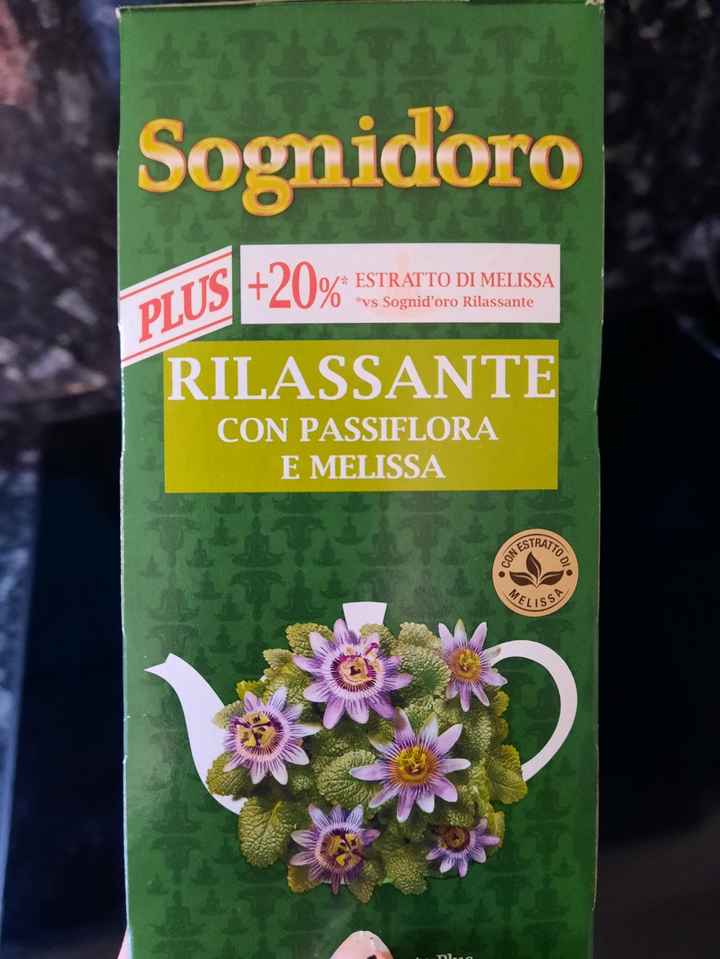 Sognid'oro
PLUS
+20%*
ESTRATTO DI MELISSA
*vs Sognid'oro Rilassante
RILASSANTE
CON PASSIFLORA
E MELISSA
CON ESTRATTO DI
MELISSA
Plus